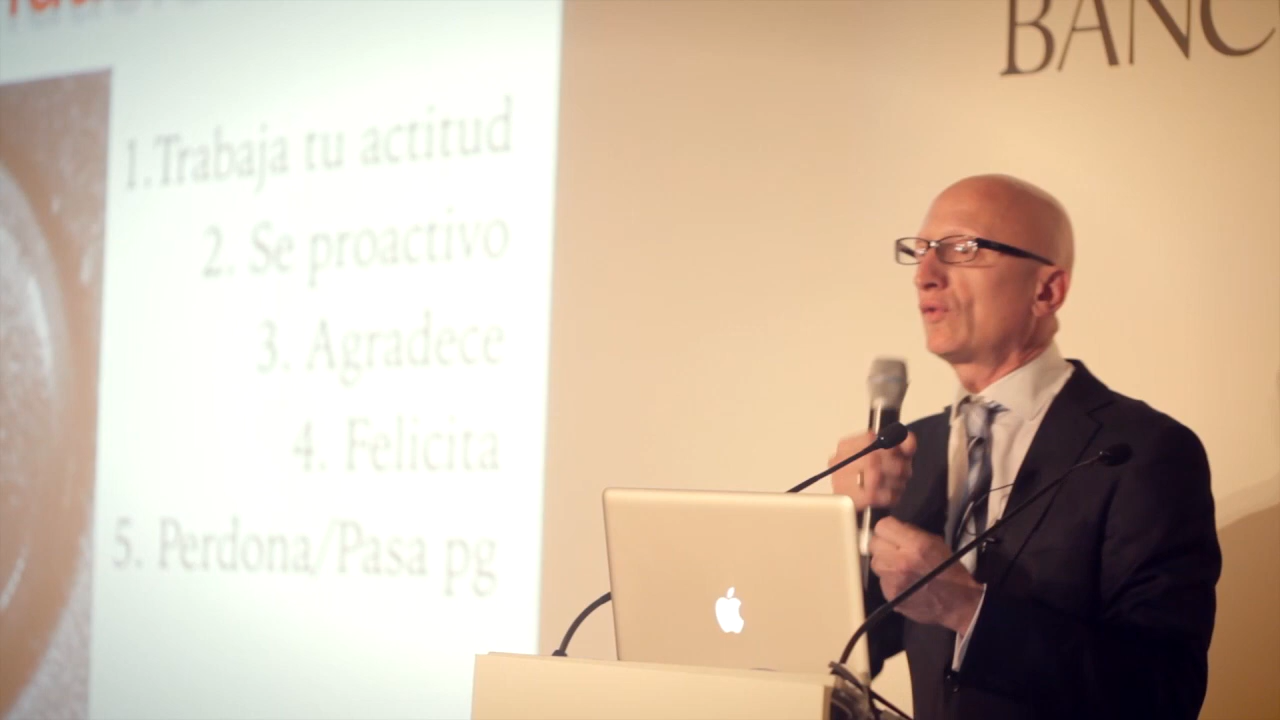 1. Trabaja tu actitud
2. Se proactivo
3. Agradece
4. Felicita
5. Perdona/Pasa pg
BANC